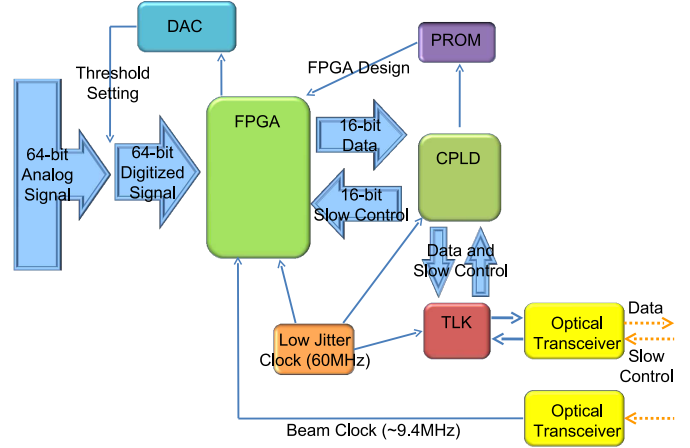 DAC
PROM
Threshold
Setting
FPGA Design
FPGA
16-bit
Data
CPLD
64-bit
Analog
Signal
64-bit
Digitized
Signal
16-bit
Slow Control
Data and
Slow Control
Low Jitter
Clock (60MHz)
TLK
Optical
Transceiver
Data
Slow
Control
Beam Clock (~9.4MHz)
Optical
Transceiver